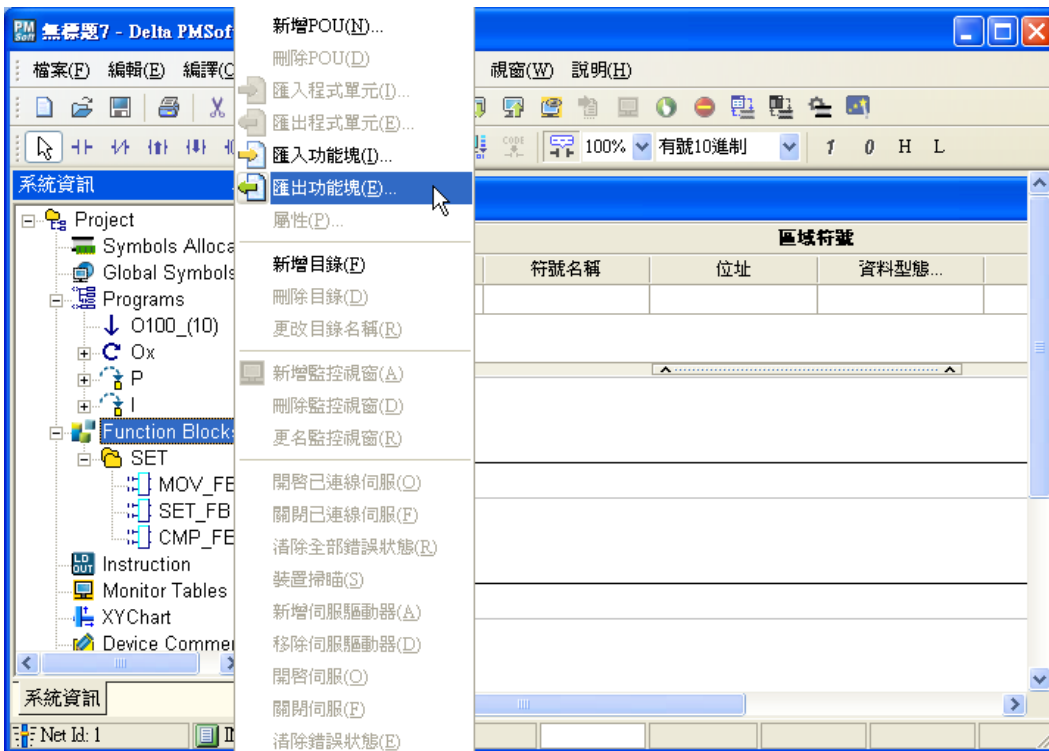 無標題7 - Delta PMSof
檔案(F) 編輯(E) 編譯(C 視窗(W) 說明(H)
100% 有號10進制 1 0 H L
系統資訊
Project
Symbols Alloca
Global Symbols
Programs
O100_(10)
Ox
P
I
Function Blocks
SET
MOV_FB
SET_FB
CMP_FB
Instruction
Monitor Tables
XYChart
Device Commen
系統資訊
Net Id: 1
新增POU(N)...
刪除POU(D)
匯入程式單元(I)...
匯出程式單元(E)...
匯入功能塊(I)...
匯出功能塊(E)...
屬性(P)...
新增目錄(F)
刪除目錄(D)
更改目錄名稱(R)
新增監控視窗(A)
刪除監控視窗(D)
更名監控視窗(R)
開啓已連線伺服(O)
關閉已連線伺服(F)
清除全部錯誤狀態(R)
裝置掃瞄(S)
新增伺服驅動器(A)
移除伺服驅動器(D)
開啓伺服(O)
關閉伺服(F)
清除錯誤狀態(E)
區域符號
符號名稱 位址 資料型態...